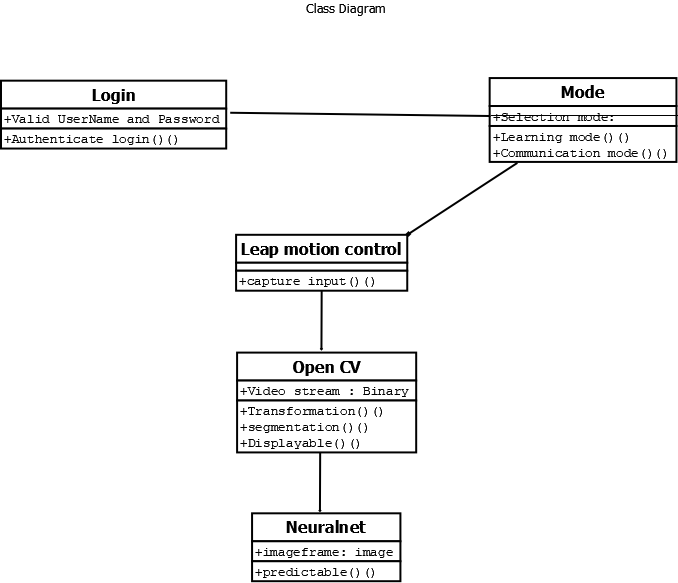 Class Diagram
Login
+Valid UserName and Password
+Authenticate login()()
Mode
+Selection mode:
+Learning mode()()
+Communication mode()()
Leap motion control
+capture input()()
Open CV
+Video stream : Binary
+Transformation()()
+segmentation()()
+Displayable()()
Neuralnet
+imageframe: image
+predictable()()